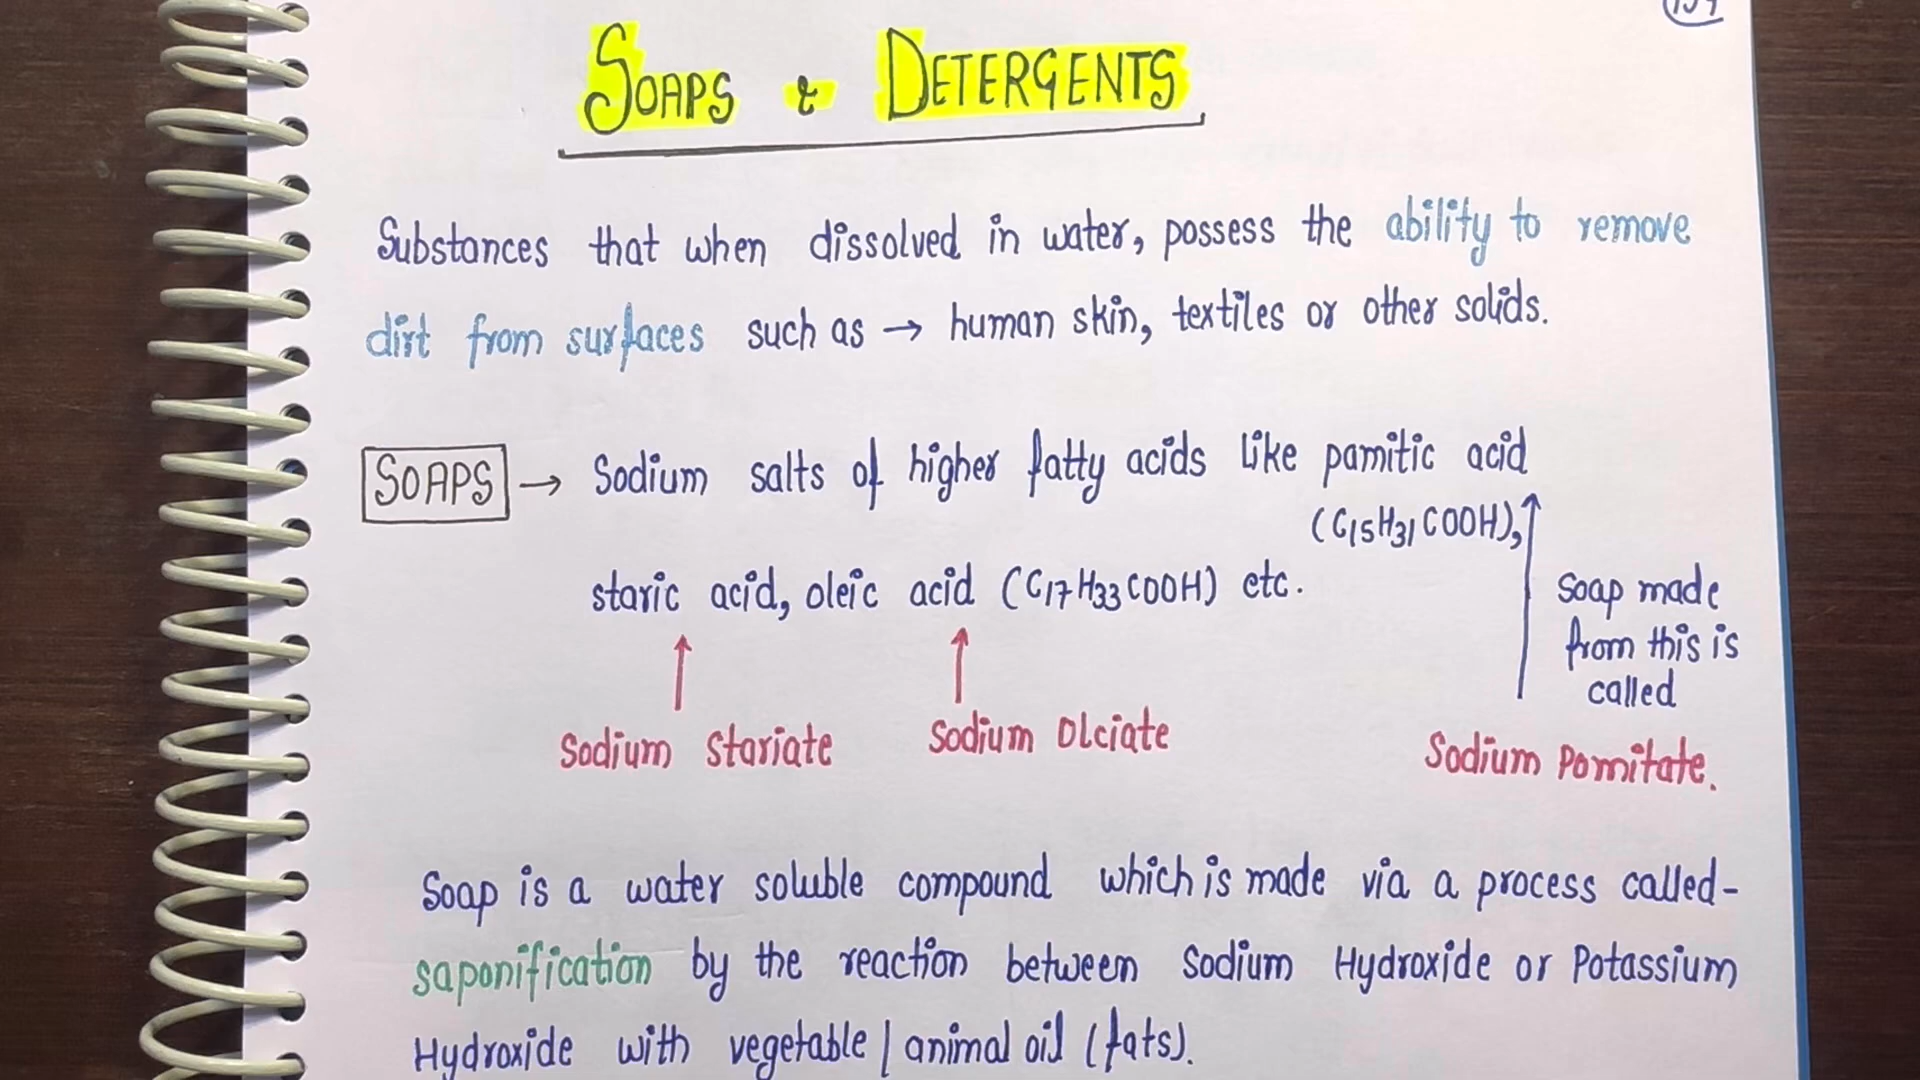 SOAPS & DETERGENTS
Substances that when dissolved in water, possess the ability to remove
dirt from surfaces such as → human skin, textiles or other solids.
SOAPS → Sodium salts of higher fatty acids like pamitic acid
(C15H31COOH),
staric acid, oleic acid (C17H33COOH) etc.
Soap made
from this is
called
Sodium Stariate
Sodium Olciate
Sodium Pomitate.
Soap is a water soluble compound which is made via a process called-
saponification by the reaction between Sodium Hydroxide or Potassium
Hydroxide with vegetable / animal oil (fats).